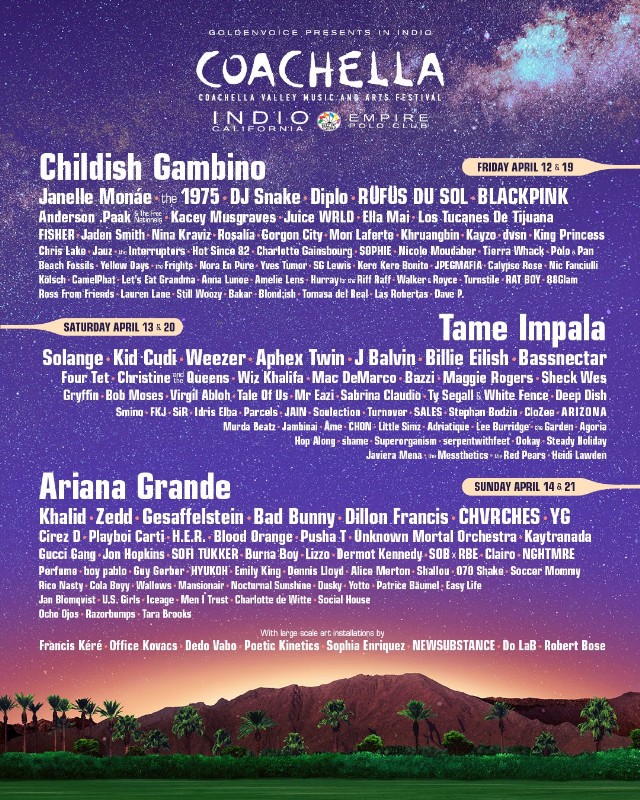 GOLDENVOICE PRESENTS IN INDIO
COACHELLA
COACHELLA VALLEY MUSIC AND ARTS FESTIVAL
INDIO CALIFORNIA EMPIRE POLO CLUB
Childish Gambino
FRIDAY APRIL 12 & 19
Janelle Monáe • the 1975 • DJ Snake • Diplo • RÜFÜS DU SOL • BLACKPINK
Anderson .Paak & The Free Nationals • Kacey Musgraves • Juice WRLD • Ella Mai • Los Tucanes De Tijuana
FISHER • Jaden Smith • Nina Kraviz • Rosalía • Gorgon City • Mon Laferte • Khruangbin • Kayzo • dvsn • King Princess
Chris Lake • Jauz • the Interrupters • Hot Since 82 • Charlotte Gainsbourg • SOPHIE • Nicole Moudaber • Tierra Whack • Polo & Pan
Beach Fossils • Yellow Days • the Frights • Nora En Pure • Yves Tumor • SG Lewis • Kero Kero Bonito • JPEGMAFIA • Calypso Rose • Nic Fanciulli
Kölsch • CamelPhat • Let's Eat Grandma • Anna Lunoe • Amelie Lens • Hurray for the Riff Raff • Walker & Royce • Turnstile • RAT BOY • 88Glam
Ross From Friends • Lauren Lane • Still Woozy • Bakar • Blond:ish • Tomasa del Real • Las Robertas • Dave P.
SATURDAY APRIL 13 & 20
Tame Impala
Solange • Kid Cudi • Weezer • Aphex Twin • J Balvin • Billie Eilish • Bassnectar
Four Tet • Christine and the Queens • Wiz Khalifa • Mac DeMarco • Bazzi • Maggie Rogers • Sheck Wes
Gryffin • Bob Moses • Virgil Abloh • Tale Of Us • Mr Eazi • Sabrina Claudio • Ty Segall & White Fence • Deep Dish
Smino • FKJ • SiR • Idris Elba • Parcels • JAIN • Soulection • Turnover • SALES • Stephan Bodzin • CloZee • A R I Z O N A
Murda Beatz • Jambinai • Âme • CHON • Little Simz • Adriatique • Lee Burridge • the Garden • Agoria
Hop Along • shame • Superorganism • serpentwithfeet • Ookay • Steady Holiday
Javiera Mena • the Messthetics • the Red Pears • Heidi Lawden
Ariana Grande
SUNDAY APRIL 14 & 21
Khalid • Zedd • Gesaffelstein • Bad Bunny • Dillon Francis • CHVRCHES • YG
Cirez D • Playboi Carti • H.E.R. • Blood Orange • Pusha T • Unknown Mortal Orchestra • Kaytranada
Gucci Gang • Jon Hopkins • SOFI TUKKER • Burna Boy • Lizzo • Dermot Kennedy • SOB x RBE • Clairo • NGHTMRE
Perfume • boy pablo • Guy Gerber • HYUKOH • Emily King • Dennis Lloyd • Alice Merton • Shallou • 070 Shake • Soccer Mommy
Rico Nasty • Cola Boyy • Wallows • Mansionair • Nocturnal Sunshine • Dusky • Yotto • Patrice Bäumel • Easy Life
Jan Blomqvist • U.S. Girls • Iceage • Men I Trust • Charlotte de Witte • Social House
Ocho Ojos • Razorbumps • Tara Brooks
With large scale art installations by
Francis Kéré • Office Kovacs • Dedo Vabo • Poetic Kinetics • Sophia Enriquez • NEWSUBSTANCE • Do LaB • Robert Bose